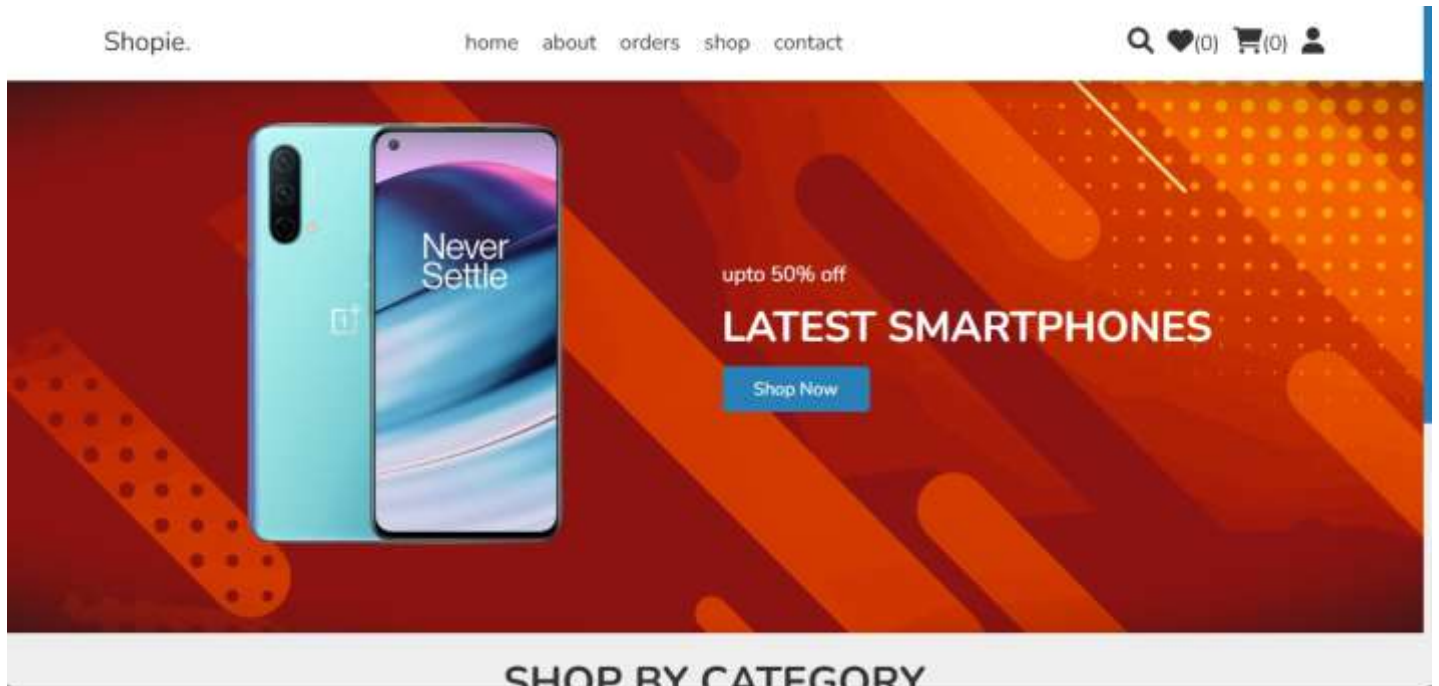 Shopie.
home about orders shop contact
(0) (0)
Never
Settle
1+
upto 50% off
LATEST SMARTPHONES
Shop Now
SHOP BY CATEGORY